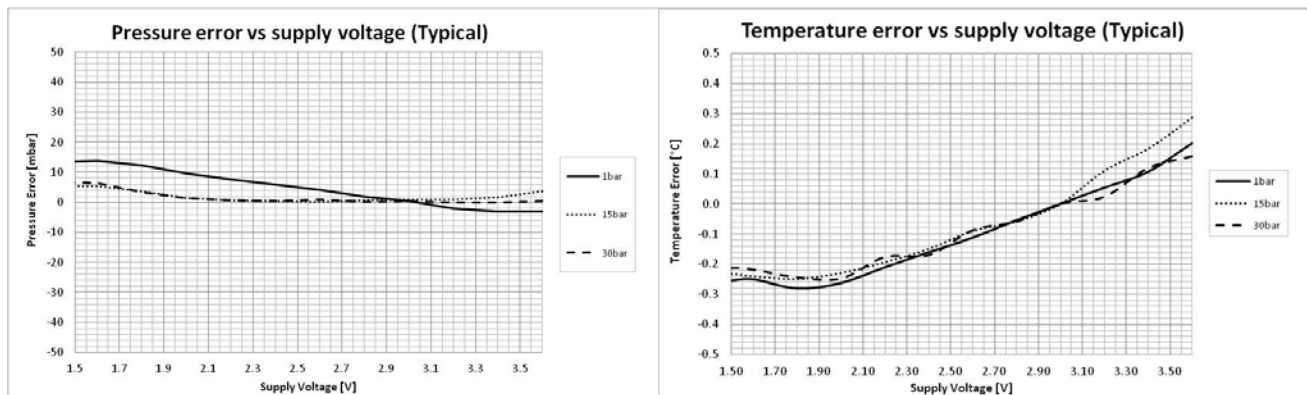 Pressure error vs supply voltage (Typical)
50
40
30
20
10
0
-10
-20
-30
-40
-50
Pressure Error [mbar]
1.5 1.7 1.9 2.1 2.3 2.5 2.7 2.9 3.1 3.3 3.5
Supply Voltage [V]
1bar
15bar
30bar
Temperature error vs supply voltage (Typical)
0.5
0.4
0.3
0.2
0.1
0.0
-0.1
-0.2
-0.3
-0.4
-0.5
Temperature Error [°C]
1.50 1.70 1.90 2.10 2.30 2.50 2.70 2.90 3.10 3.30 3.50
Supply Voltage [V]
1bar
15bar
30bar